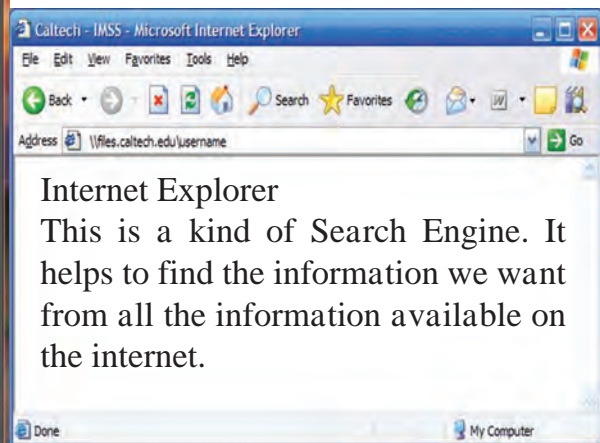 Caltech - IMSS - Microsoft Internet Explorer
File Edit View Favorites Tools Help
Back Search Favorites W
Address \\files.caltech.edu\username Go
Internet Explorer
This is a kind of Search Engine. It
helps to find the information we want
from all the information available on
the internet.
Done My Computer